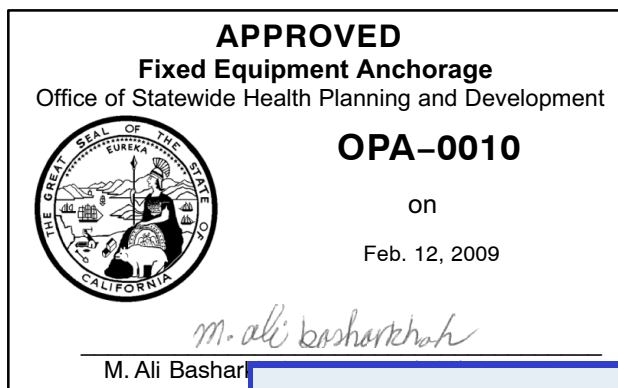 APPROVED
Fixed Equipment Anchorage
Office of Statewide Health Planning and Development
THE GREAT SEAL OF THE STATE OF CALIFORNIA
EUREKA
OPA–0010
on
Feb. 12, 2009
m. ali basharkhah
M. Ali